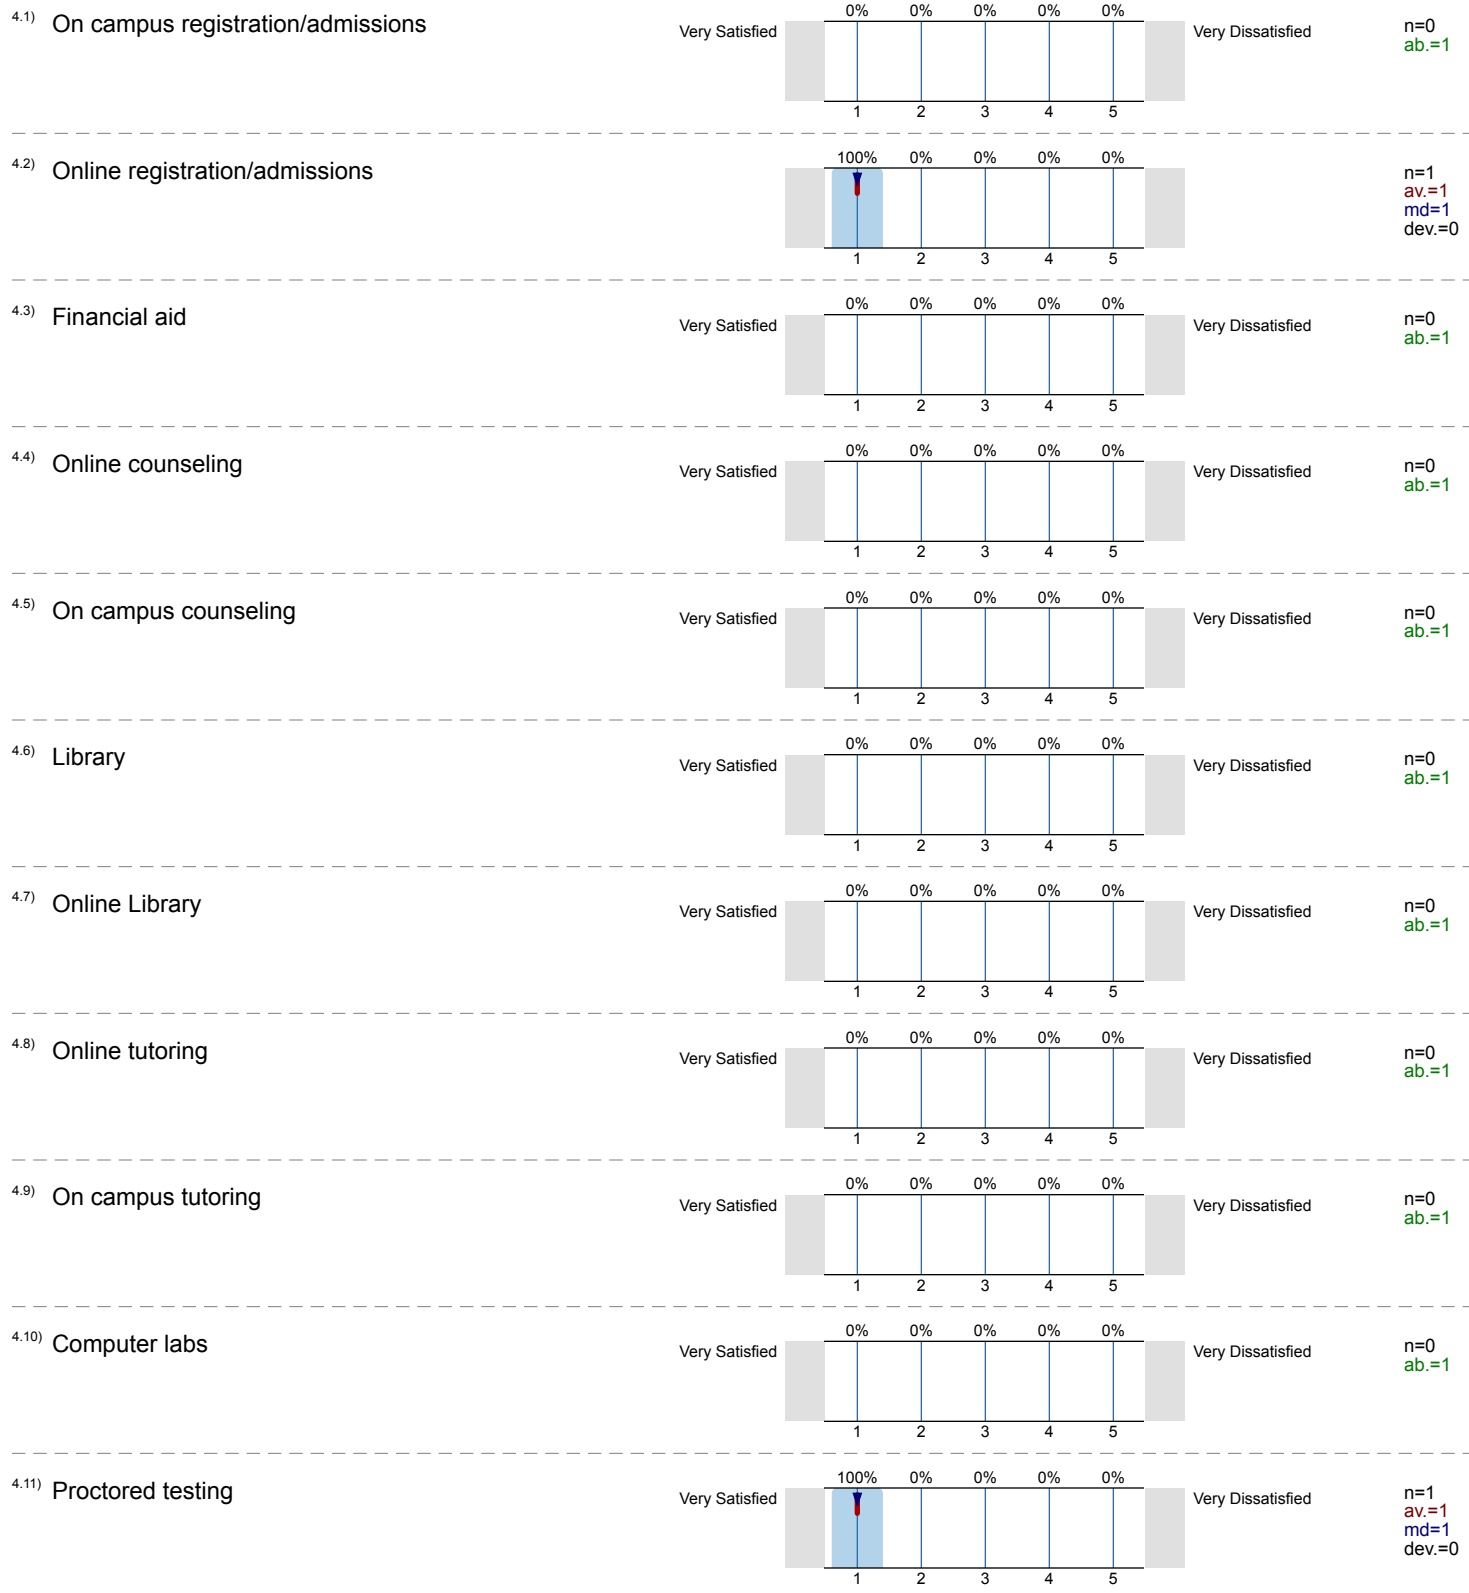 4.1) On campus registration/admissions
0% 0% 0% 0% 0%
Very Satisfied Very Dissatisfied n=0
ab.=1
1 2 3 4 5
4.2) Online registration/admissions
100% 0% 0% 0% 0%
n=1
av.=1
md=1
dev.=0
1 2 3 4 5
4.3) Financial aid
0% 0% 0% 0% 0%
Very Satisfied Very Dissatisfied n=0
ab.=1
1 2 3 4 5
4.4) Online counseling
0% 0% 0% 0% 0%
Very Satisfied Very Dissatisfied n=0
ab.=1
1 2 3 4 5
4.5) On campus counseling
0% 0% 0% 0% 0%
Very Satisfied Very Dissatisfied n=0
ab.=1
1 2 3 4 5
4.6) Library
0% 0% 0% 0% 0%
Very Satisfied Very Dissatisfied n=0
ab.=1
1 2 3 4 5
4.7) Online Library
0% 0% 0% 0% 0%
Very Satisfied Very Dissatisfied n=0
ab.=1
1 2 3 4 5
4.8) Online tutoring
0% 0% 0% 0% 0%
Very Satisfied Very Dissatisfied n=0
ab.=1
1 2 3 4 5
4.9) On campus tutoring
0% 0% 0% 0% 0%
Very Satisfied Very Dissatisfied n=0
ab.=1
1 2 3 4 5
4.10) Computer labs
0% 0% 0% 0% 0%
Very Satisfied Very Dissatisfied n=0
ab.=1
1 2 3 4 5
4.11) Proctored testing
100% 0% 0% 0% 0%
Very Satisfied Very Dissatisfied n=1
av.=1
md=1
dev.=0
1 2 3 4 5